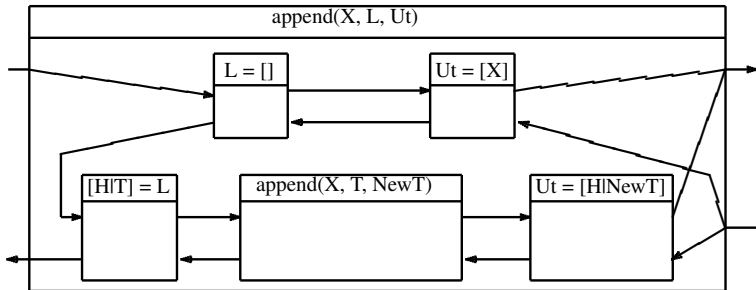 append(X, L, Ut)
L = []
Ut = [X]
[H|T] = L
append(X, T, NewT)
Ut = [H|NewT]